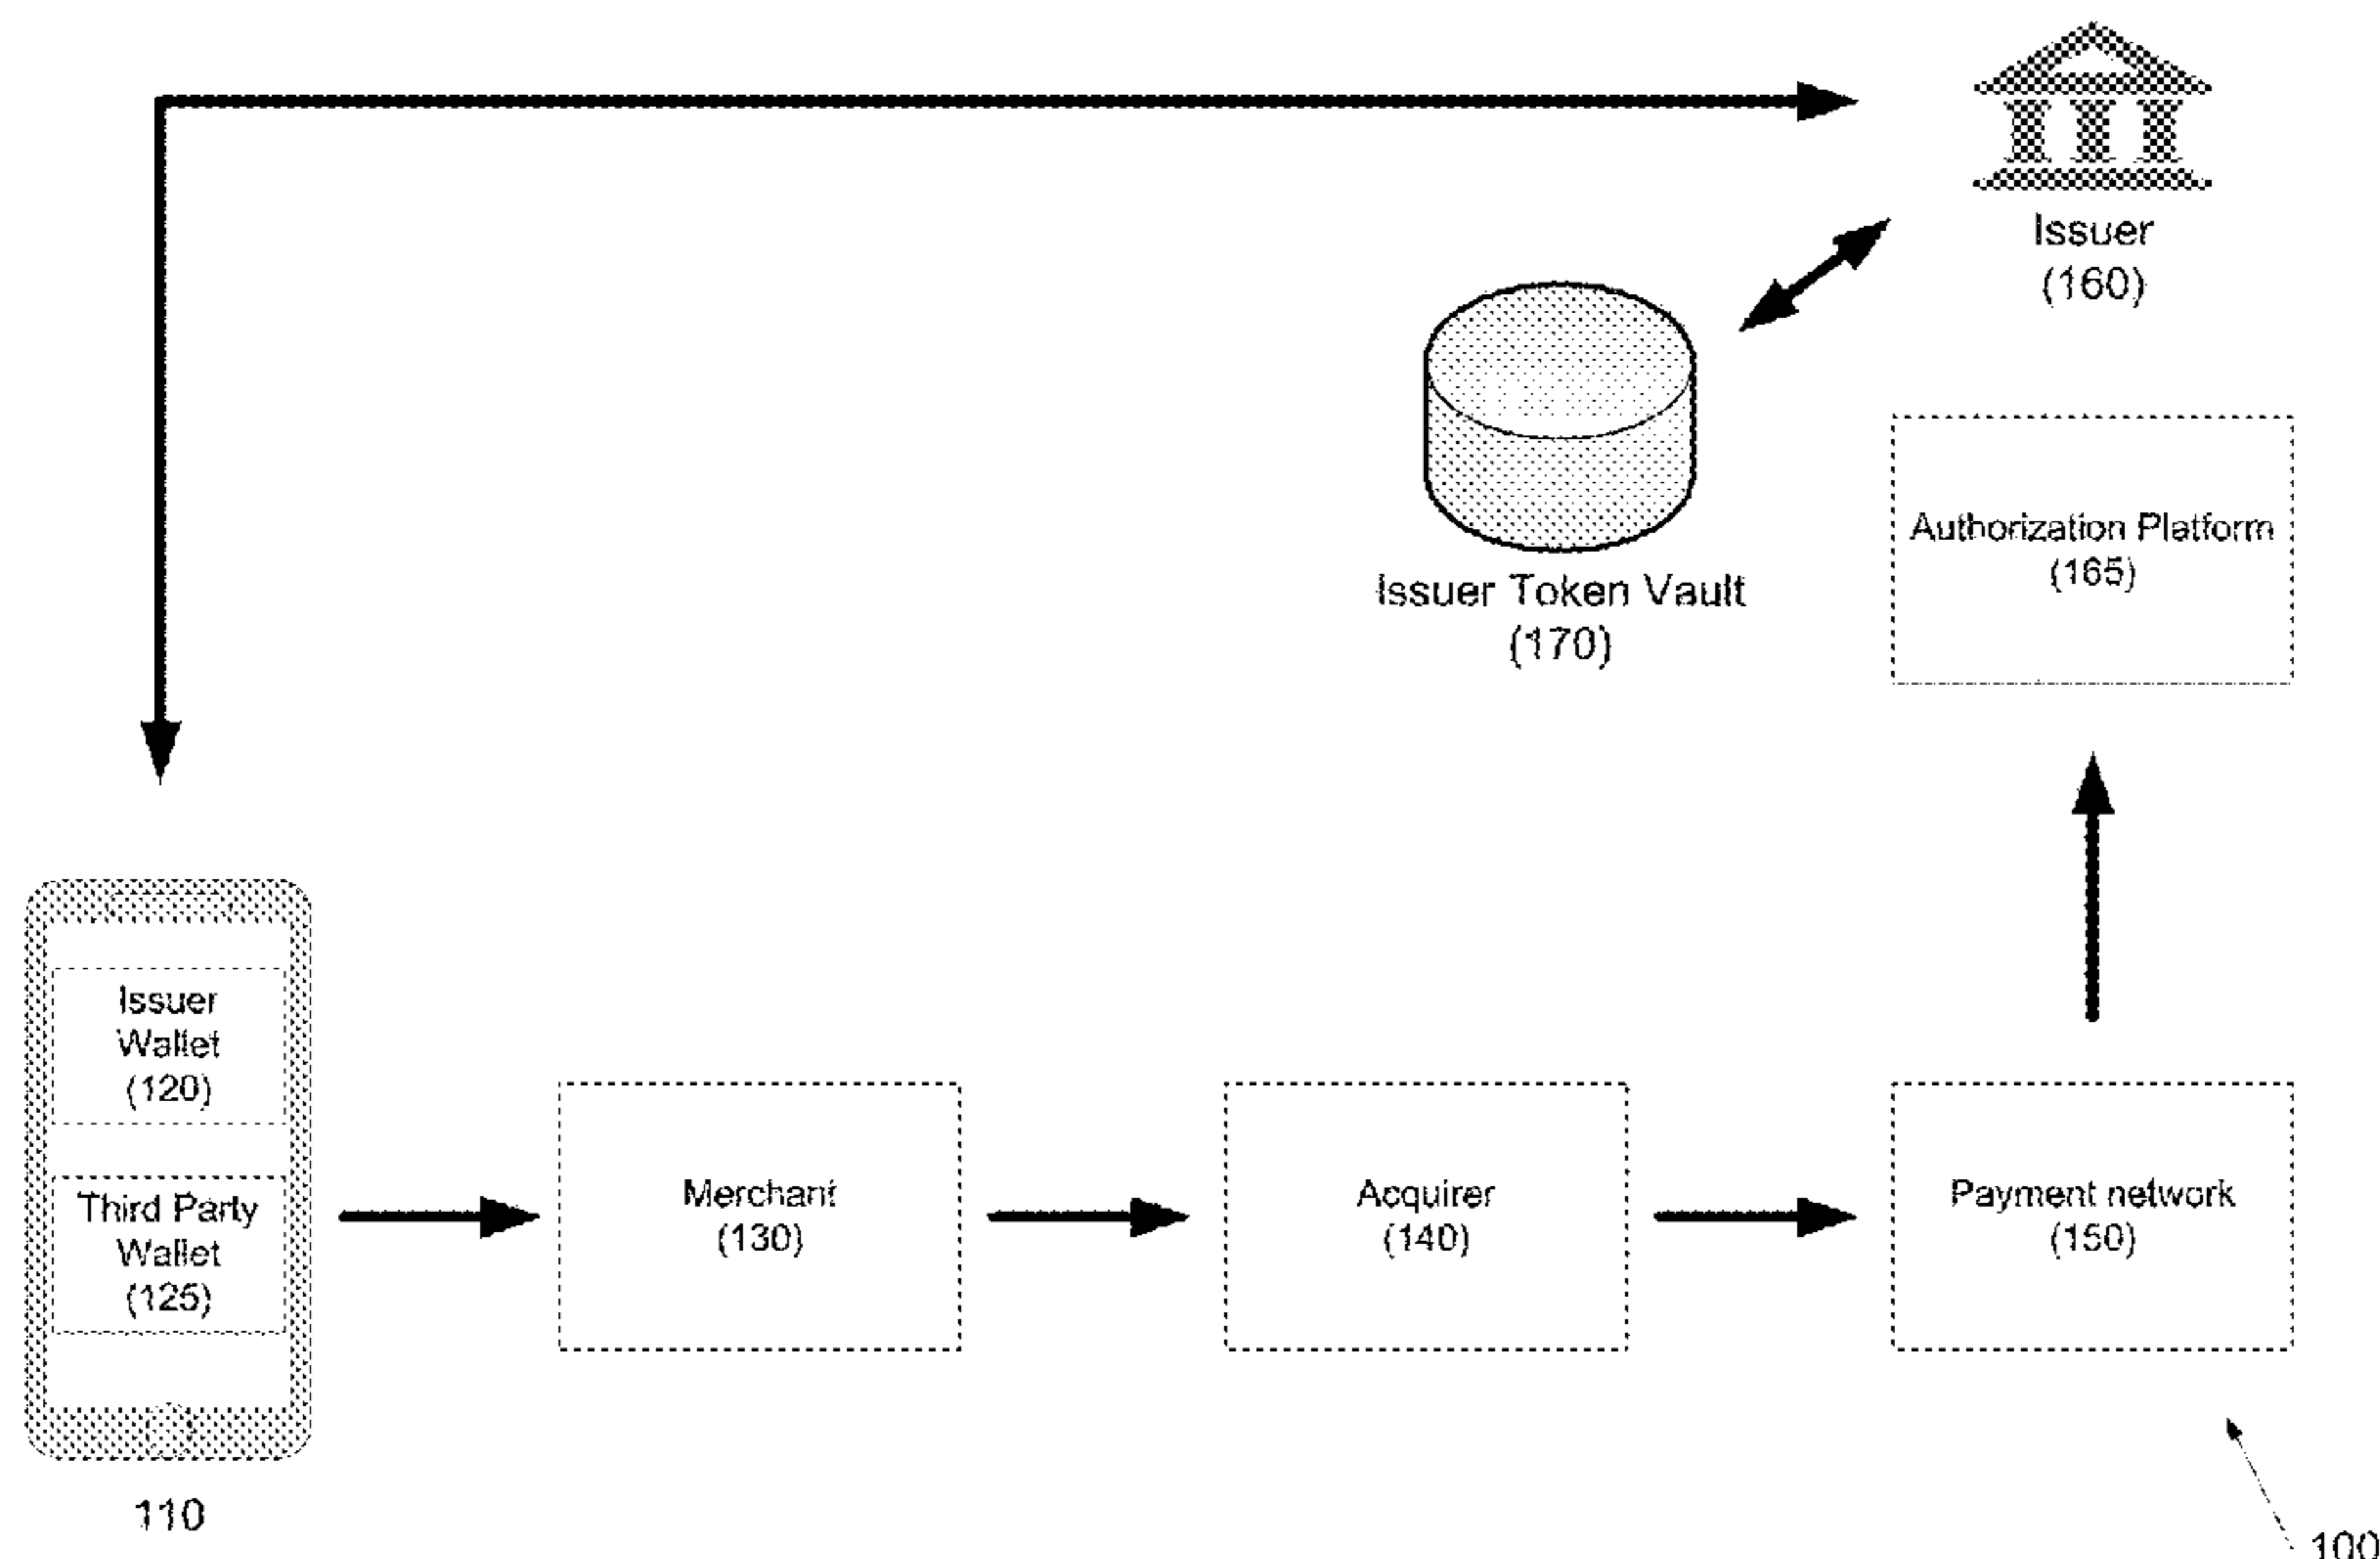 Issuer
(160)
Issuer Token Vault
(170)
Authorization Platform
(165)
Issuer
Wallet
(120)
Third Party
Wallet
(125)
Merchant
(130)
Acquirer
(140)
Payment network
(150)
110
100